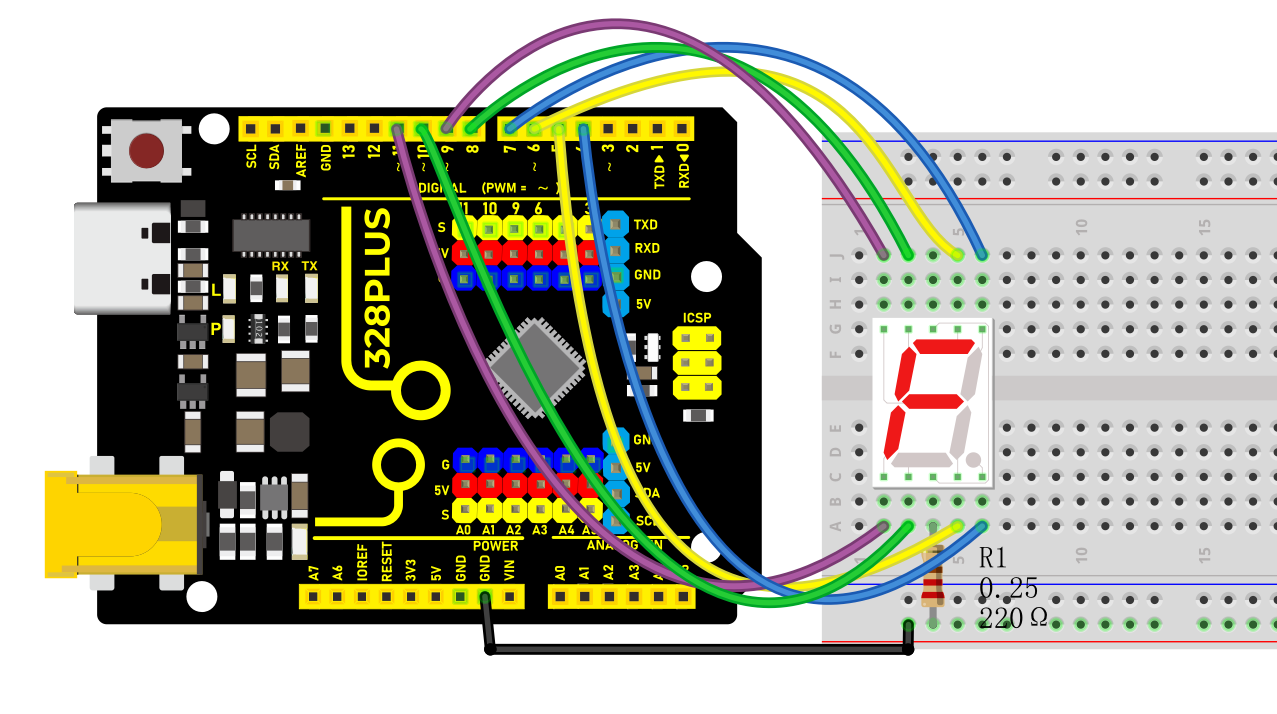 SCL
SDA
AREF
GND
13
12
11
~
10
~
9
~
8
7
6
~
5
4
3
~
2
TXD▶1
RXD◀0
DIGITAL (PWM = ~ )
11 10 9 6
S
V
TXD
RXD
GND
5V
RX TX
L
P
328PLUS
ICSP
G
5V
S
GND
5V
SDA
SCL
A0 A1 A2 A3 A4 A5
POWER
ANALOG IN
A7
A6
IOREF
RESET
3V3
5V
GND
GND
VIN
A0
A1
A2
A3
1 5 10 15
J
I
H
G
F
E
D
C
B
A
1 5 10 15
R1
0.25
220 Ω